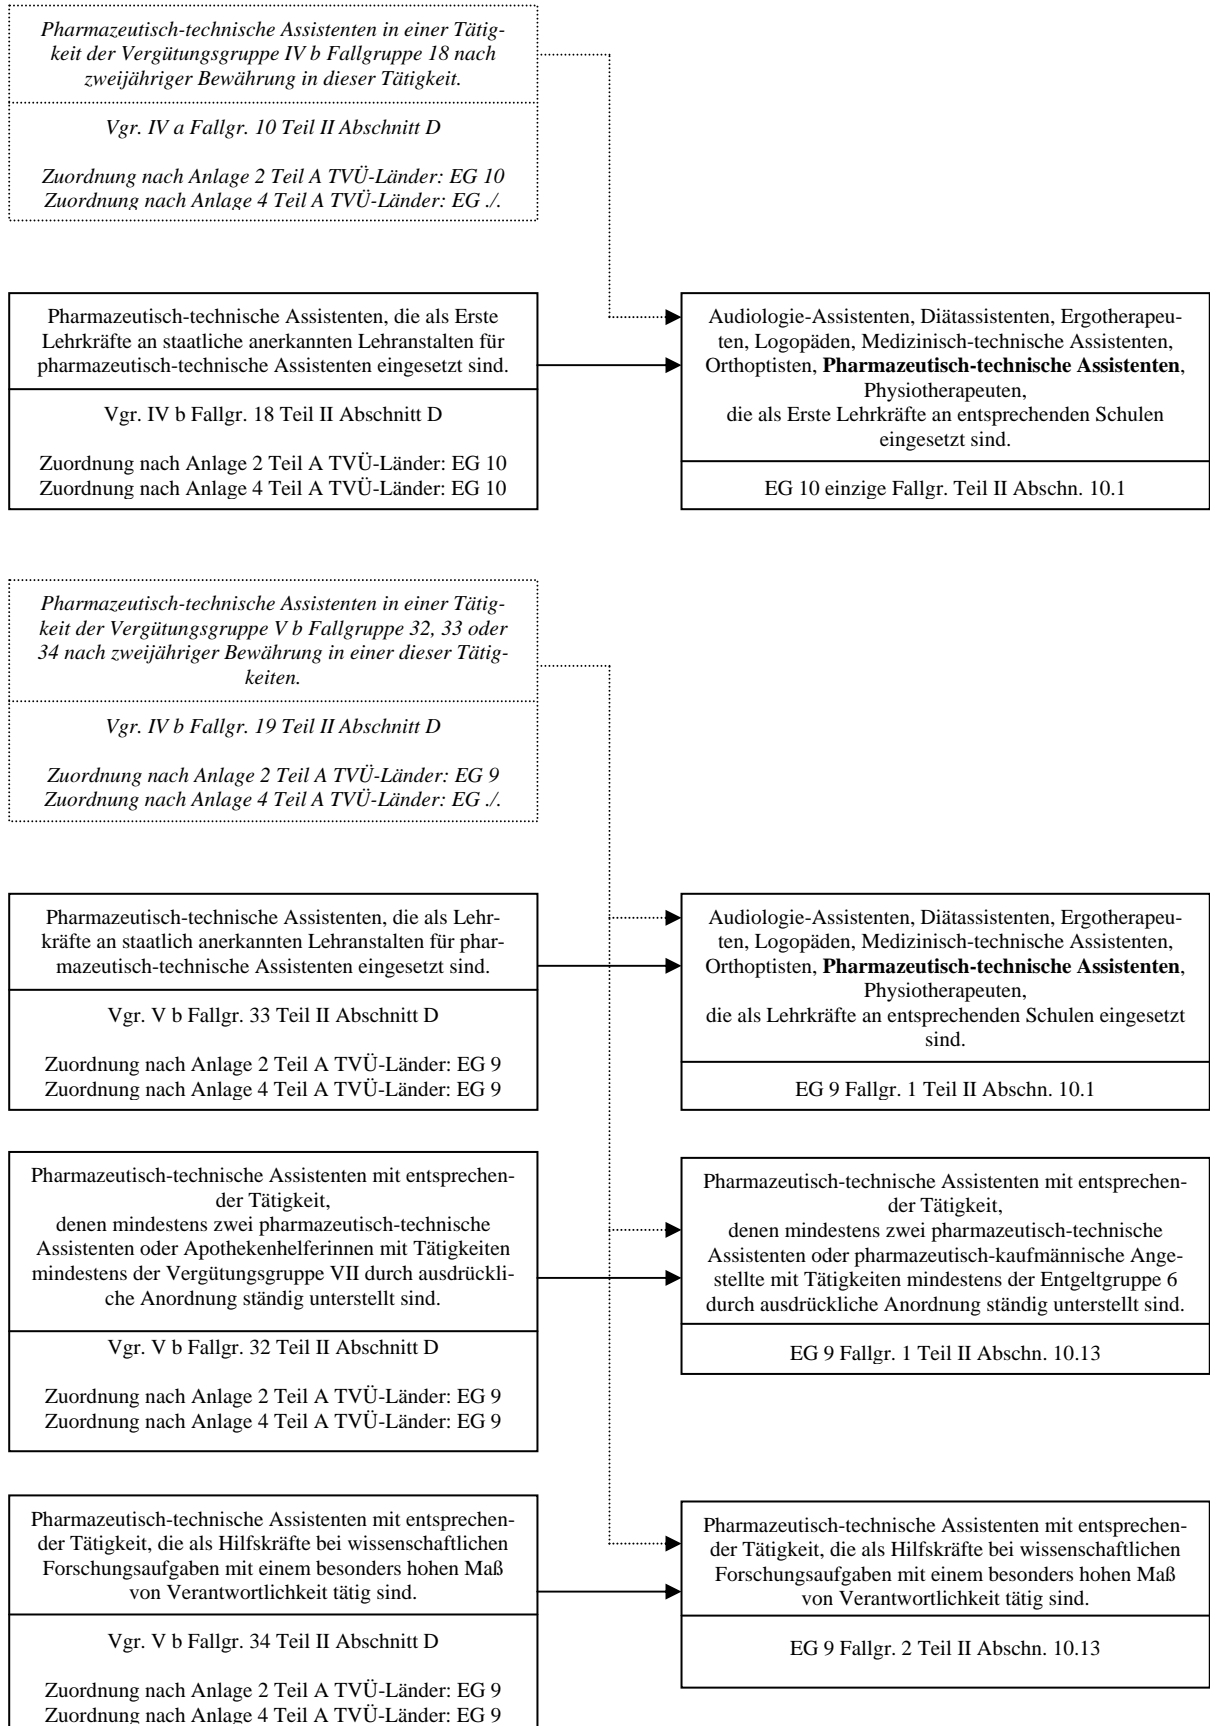 Pharmazeutisch-technische Assistenten in einer Tätig-
keit der Vergütungsgruppe IV b Fallgruppe 18 nach
zweijähriger Bewährung in dieser Tätigkeit.
Vgr. IV a Fallgr. 10 Teil II Abschnitt D
Zuordnung nach Anlage 2 Teil A TVÜ-Länder: EG 10
Zuordnung nach Anlage 4 Teil A TVÜ-Länder: EG ./.
Pharmazeutisch-technische Assistenten, die als Erste
Lehrkräfte an staatliche anerkannten Lehranstalten für
pharmazeutisch-technische Assistenten eingesetzt sind.
Vgr. IV b Fallgr. 18 Teil II Abschnitt D
Zuordnung nach Anlage 2 Teil A TVÜ-Länder: EG 10
Zuordnung nach Anlage 4 Teil A TVÜ-Länder: EG 10
Audiologie-Assistenten, Diätassistenten, Ergotherapeu-
ten, Logopäden, Medizinisch-technische Assistenten,
Orthoptisten, Pharmazeutisch-technische Assistenten,
Physiotherapeuten,
die als Erste Lehrkräfte an entsprechenden Schulen
eingesetzt sind.
EG 10 einzige Fallgr. Teil II Abschn. 10.1
Pharmazeutisch-technische Assistenten in einer Tätig-
keit der Vergütungsgruppe V b Fallgruppe 32, 33 oder
34 nach zweijähriger Bewährung in einer dieser Tätig-
keiten.
Vgr. IV b Fallgr. 19 Teil II Abschnitt D
Zuordnung nach Anlage 2 Teil A TVÜ-Länder: EG 9
Zuordnung nach Anlage 4 Teil A TVÜ-Länder: EG ./.
Pharmazeutisch-technische Assistenten, die als Lehr-
kräfte an staatlich anerkannten Lehranstalten für phar-
mazeutisch-technische Assistenten eingesetzt sind.
Vgr. V b Fallgr. 33 Teil II Abschnitt D
Zuordnung nach Anlage 2 Teil A TVÜ-Länder: EG 9
Zuordnung nach Anlage 4 Teil A TVÜ-Länder: EG 9
Audiologie-Assistenten, Diätassistenten, Ergotherapeu-
ten, Logopäden, Medizinisch-technische Assistenten,
Orthoptisten, Pharmazeutisch-technische Assistenten,
Physiotherapeuten,
die als Lehrkräfte an entsprechenden Schulen eingesetzt
sind.
EG 9 Fallgr. 1 Teil II Abschn. 10.1
Pharmazeutisch-technische Assistenten mit entsprechen-
der Tätigkeit,
denen mindestens zwei pharmazeutisch-technische
Assistenten oder Apothekenhelferinnen mit Tätigkeiten
mindestens der Vergütungsgruppe VII durch ausdrückli-
che Anordnung ständig unterstellt sind.
Vgr. V b Fallgr. 32 Teil II Abschnitt D
Zuordnung nach Anlage 2 Teil A TVÜ-Länder: EG 9
Zuordnung nach Anlage 4 Teil A TVÜ-Länder: EG 9
Pharmazeutisch-technische Assistenten mit entsprechen-
der Tätigkeit,
denen mindestens zwei pharmazeutisch-technische
Assistenten oder pharmazeutisch-kaufmännische Ange-
stellte mit Tätigkeiten mindestens der Entgeltgruppe 6
durch ausdrückliche Anordnung ständig unterstellt sind.
EG 9 Fallgr. 1 Teil II Abschn. 10.13
Pharmazeutisch-technische Assistenten mit entsprechen-
der Tätigkeit, die als Hilfskräfte bei wissenschaftlichen
Forschungsaufgaben mit einem besonders hohen Maß
von Verantwortlichkeit tätig sind.
Vgr. V b Fallgr. 34 Teil II Abschnitt D
Zuordnung nach Anlage 2 Teil A TVÜ-Länder: EG 9
Zuordnung nach Anlage 4 Teil A TVÜ-Länder: EG 9
Pharmazeutisch-technische Assistenten mit entsprechen-
der Tätigkeit, die als Hilfskräfte bei wissenschaftlichen
Forschungsaufgaben mit einem besonders hohen Maß
von Verantwortlichkeit tätig sind.
EG 9 Fallgr. 2 Teil II Abschn. 10.13